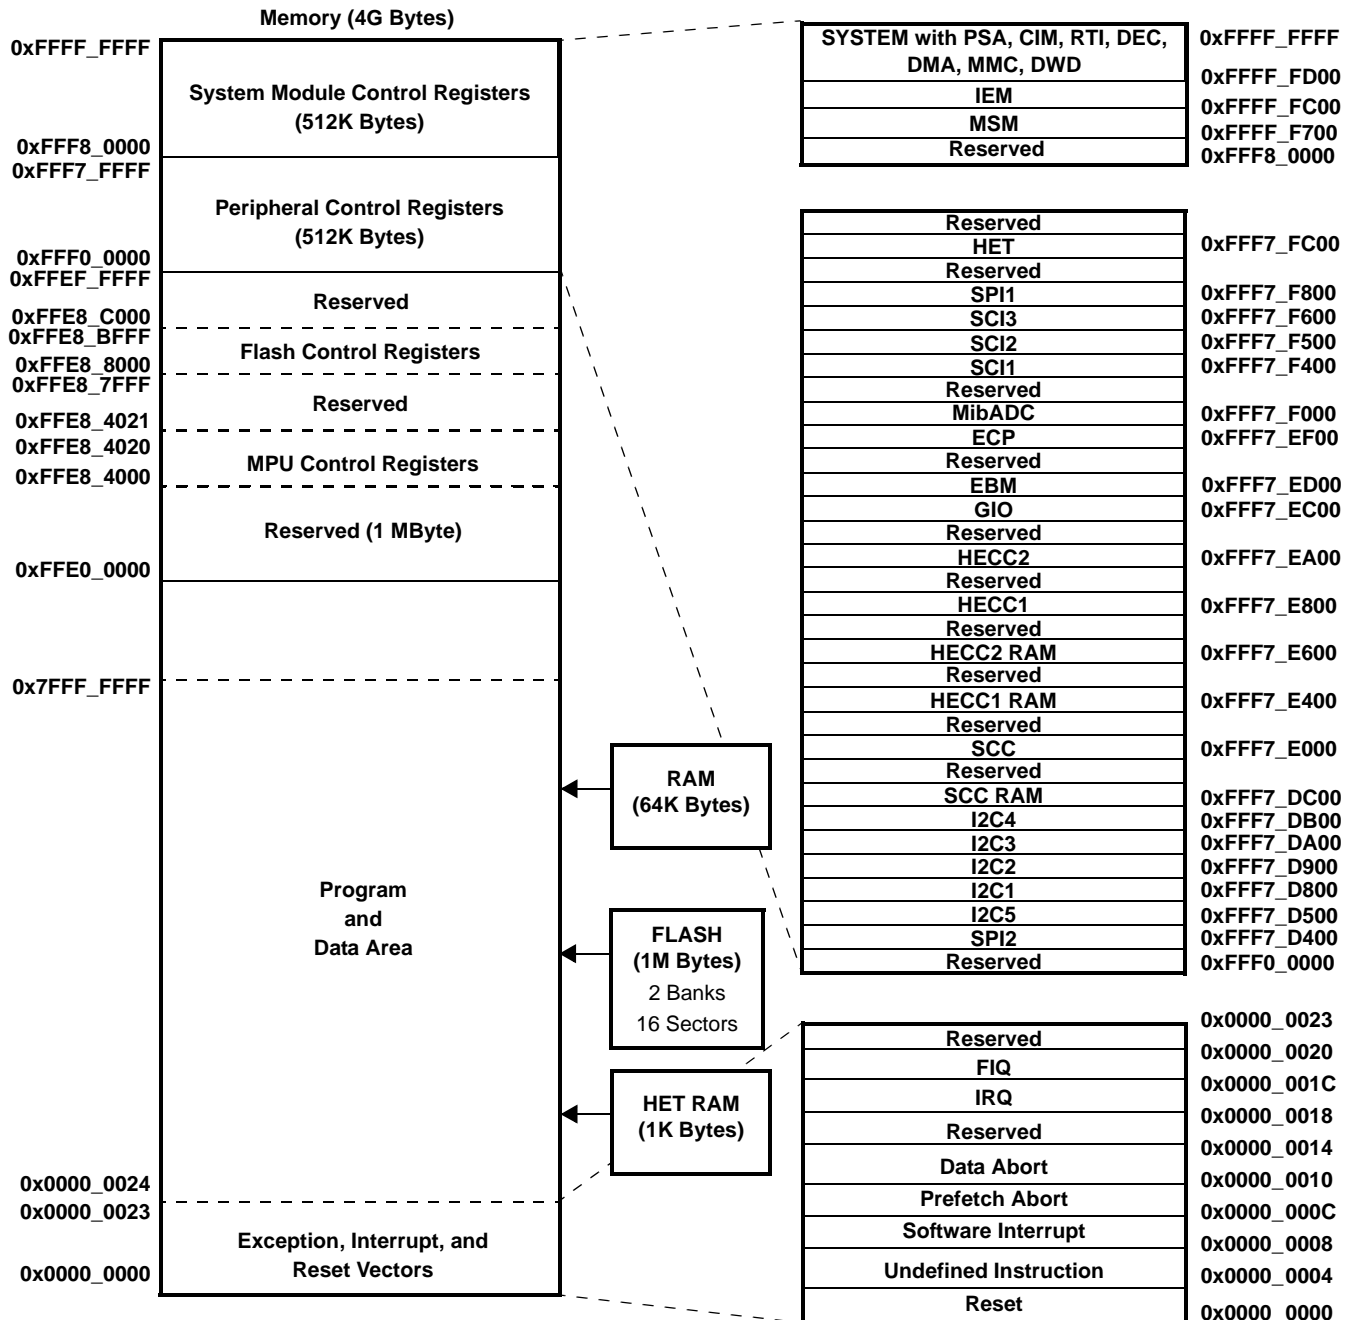 Memory (4G Bytes)
0xFFFF_FFFF
System Module Control Registers
(512K Bytes)
0xFFF8_0000
0xFFF7_FFFF
Peripheral Control Registers
(512K Bytes)
0xFFF0_0000
0xFFEF_FFFF
Reserved
0xFFE8_C000
0xFFE8_BFFF
Flash Control Registers
0xFFE8_8000
0xFFE8_7FFF
Reserved
0xFFE8_4021
0xFFE8_4020
MPU Control Registers
0xFFE8_4000
Reserved (1 MByte)
0xFFE0_0000
0x7FFF_FFFF
Program
and
Data Area
0x0000_0024
0x0000_0023
Exception, Interrupt, and
Reset Vectors
0x0000_0000
RAM
(64K Bytes)
FLASH
(1M Bytes)
2 Banks
16 Sectors
HET RAM
(1K Bytes)
SYSTEM with PSA, CIM, RTI, DEC,
DMA, MMC, DWD
0xFFFF_FFFF
0xFFFF_FD00
IEM
0xFFFF_FC00
MSM
0xFFFF_F700
Reserved
0xFFF8_0000
Reserved
HET 0xFFF7_FC00
Reserved
SPI1 0xFFF7_F800
SCI3 0xFFF7_F600
SCI2 0xFFF7_F500
SCI1 0xFFF7_F400
Reserved
MibADC 0xFFF7_F000
ECP 0xFFF7_EF00
Reserved
EBM 0xFFF7_ED00
GIO 0xFFF7_EC00
Reserved
HECC2 0xFFF7_EA00
Reserved
HECC1 0xFFF7_E800
Reserved
HECC2 RAM 0xFFF7_E600
Reserved
HECC1 RAM 0xFFF7_E400
Reserved
SCC 0xFFF7_E000
Reserved
SCC RAM 0xFFF7_DC00
I2C4 0xFFF7_DB00
I2C3 0xFFF7_DA00
I2C2 0xFFF7_D900
I2C1 0xFFF7_D800
I2C5 0xFFF7_D500
SPI2 0xFFF7_D400
Reserved 0xFFF0_0000
0x0000_0023
Reserved
0x0000_0020
FIQ
0x0000_001C
IRQ
0x0000_0018
Reserved
0x0000_0014
Data Abort
0x0000_0010
Prefetch Abort
0x0000_000C
Software Interrupt
0x0000_0008
Undefined Instruction
0x0000_0004
Reset
0x0000_0000